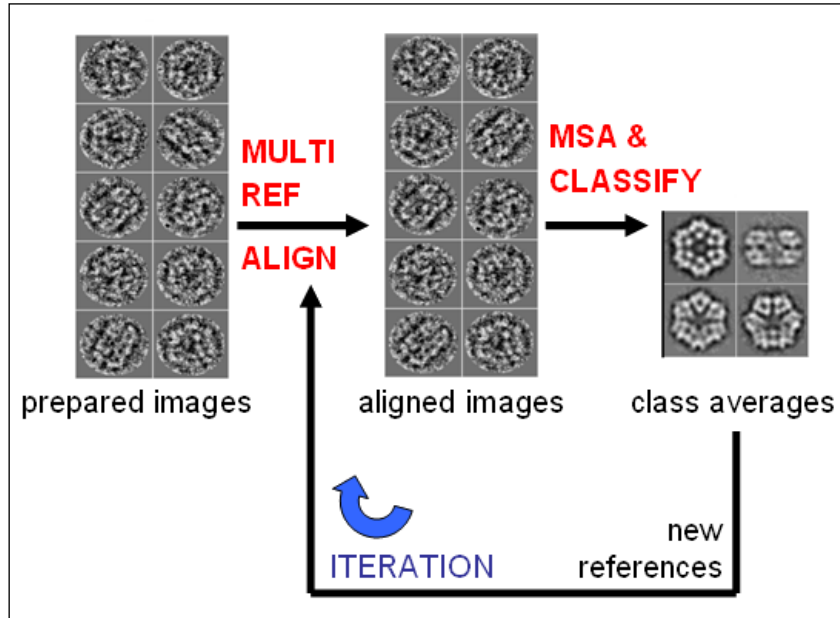 MULTI
REF
ALIGN
MSA &
CLASSIFY
prepared images
aligned images
class averages
ITERATION
new
references